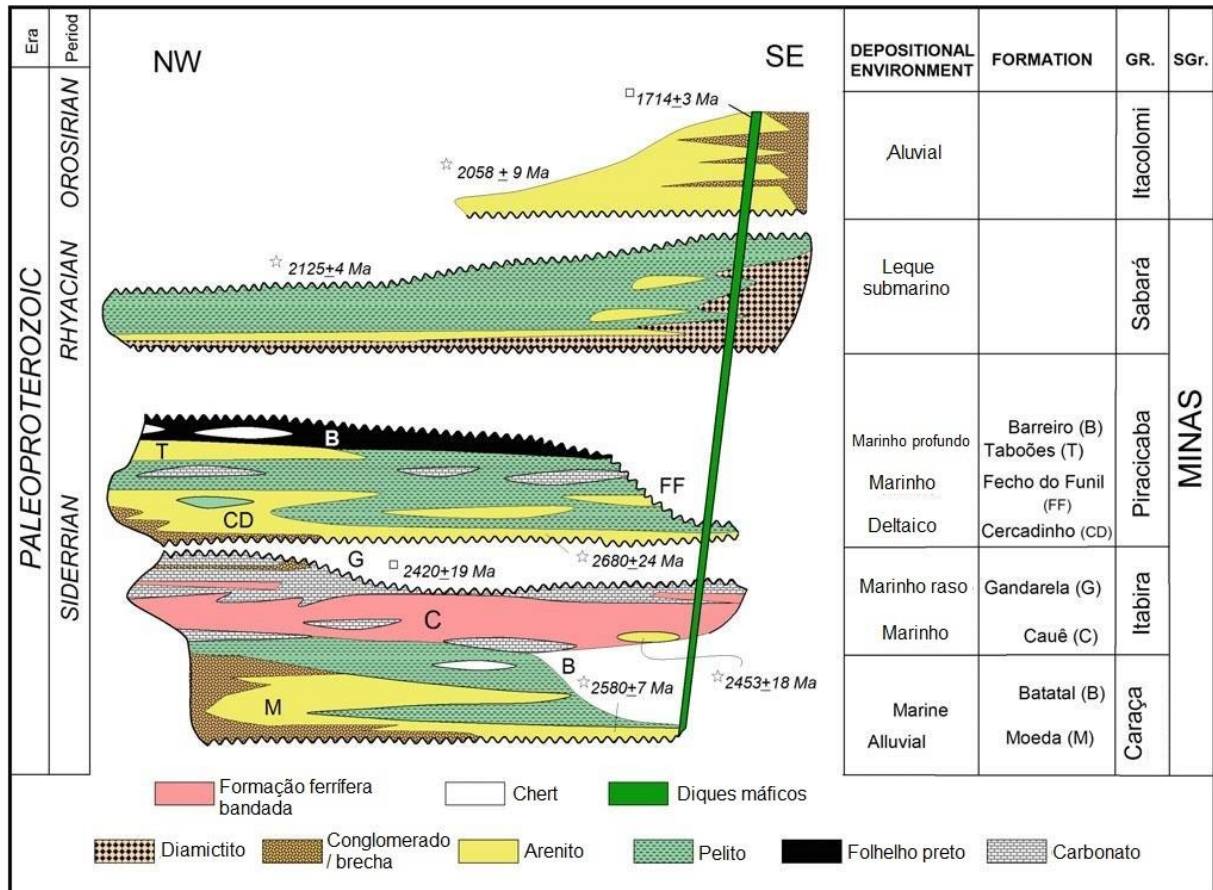 Era
Period
NW
SE
DEPOSITIONAL
ENVIRONMENT
FORMATION
GR.
SGr.
PALEOPROTEROZOIC
OROSIRIAN
RHYACIAN
SIDERRIAN
□1714±3 Ma
☆2058 ± 9 Ma
☆2125±4 Ma
B
T
FF
CD
☆2680±24 Ma
G
□2420±19 Ma
C
B
☆2580±7 Ma
☆2453±18 Ma
M
Aluvial
Itacolomi
Leque
submarino
Sabará
Marinho profundo
Barreiro (B)
Taboões (T)
Marinho
Fecho do Funil
(FF)
Deltaico
Cercadinho (CD)
Piracicaba
MINAS
Marinho raso
Gandarela (G)
Marinho
Cauê (C)
Itabira
Marine
Batatal (B)
Alluvial
Moeda (M)
Caraça
Formação ferrífera
bandada
Chert
Diques máficos
Diamictito
Conglomerado
/ brecha
Arenito
Pelito
Folhelho preto
Carbonato